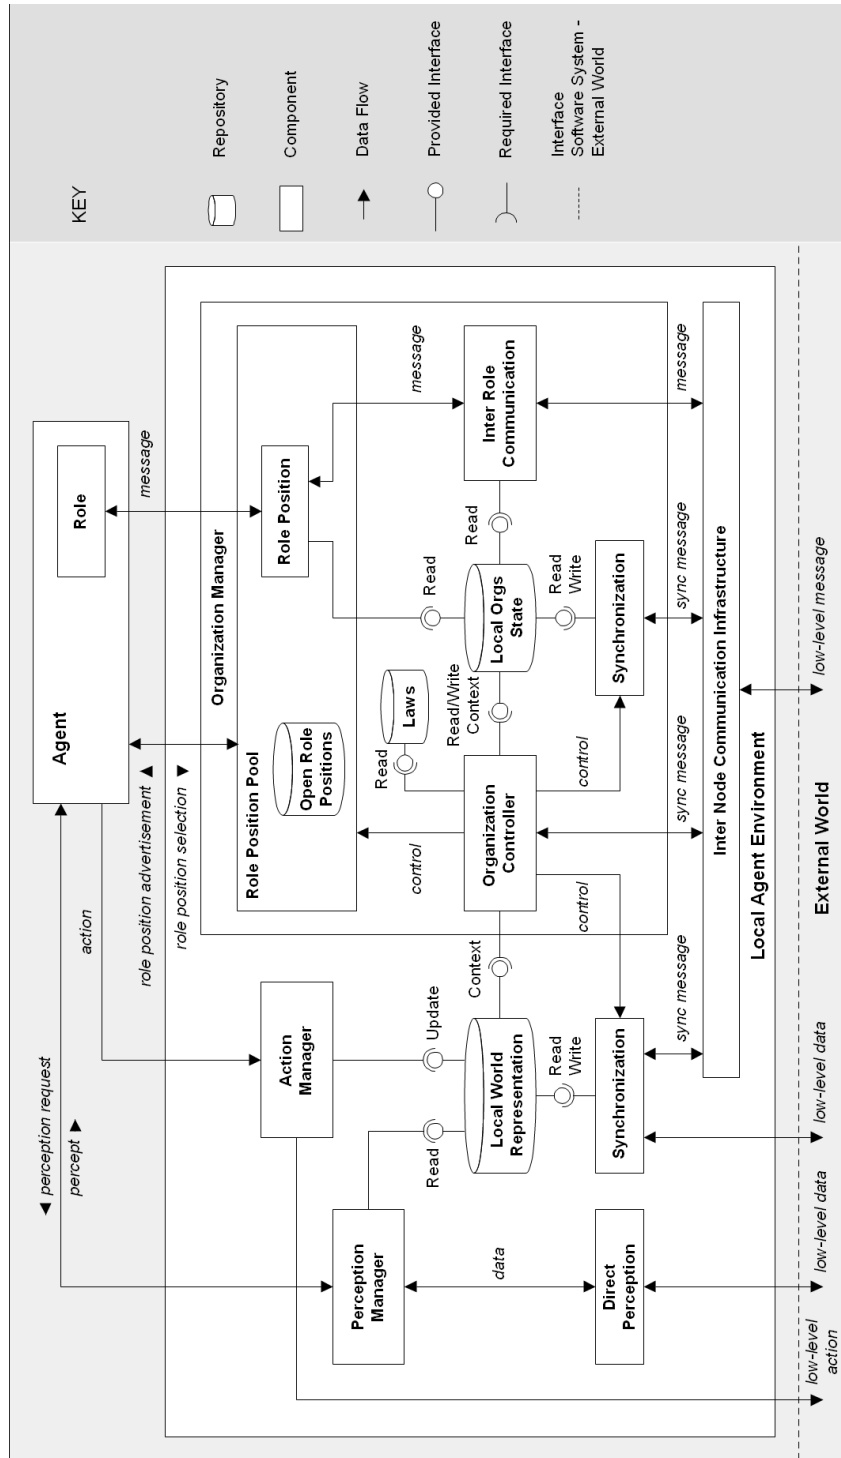 Agent
Role
perception request
percept
action
role position advertisement
role position selection
message
Organization Manager
Role Position Pool
Open Role
Positions
Role Position
Action
Manager
Perception
Manager
control
Read
Laws
Read
message
Read
Update
Context
Read/Write
Context
Read
Local World
Representation
Organization
Controller
Local Orgs
State
Inter Role
Communication
data
Read
Write
control
control
Read
Write
Direct
Perception
Synchronization
Synchronization
sync message
sync message
sync message
message
Inter Node Communication Infrastructure
Local Agent Environment
low-level
action
low-level data
low-level data
External World
low-level message
KEY
Repository
Component
Data Flow
Provided Interface
Required Interface
Interface
Software System -
External World